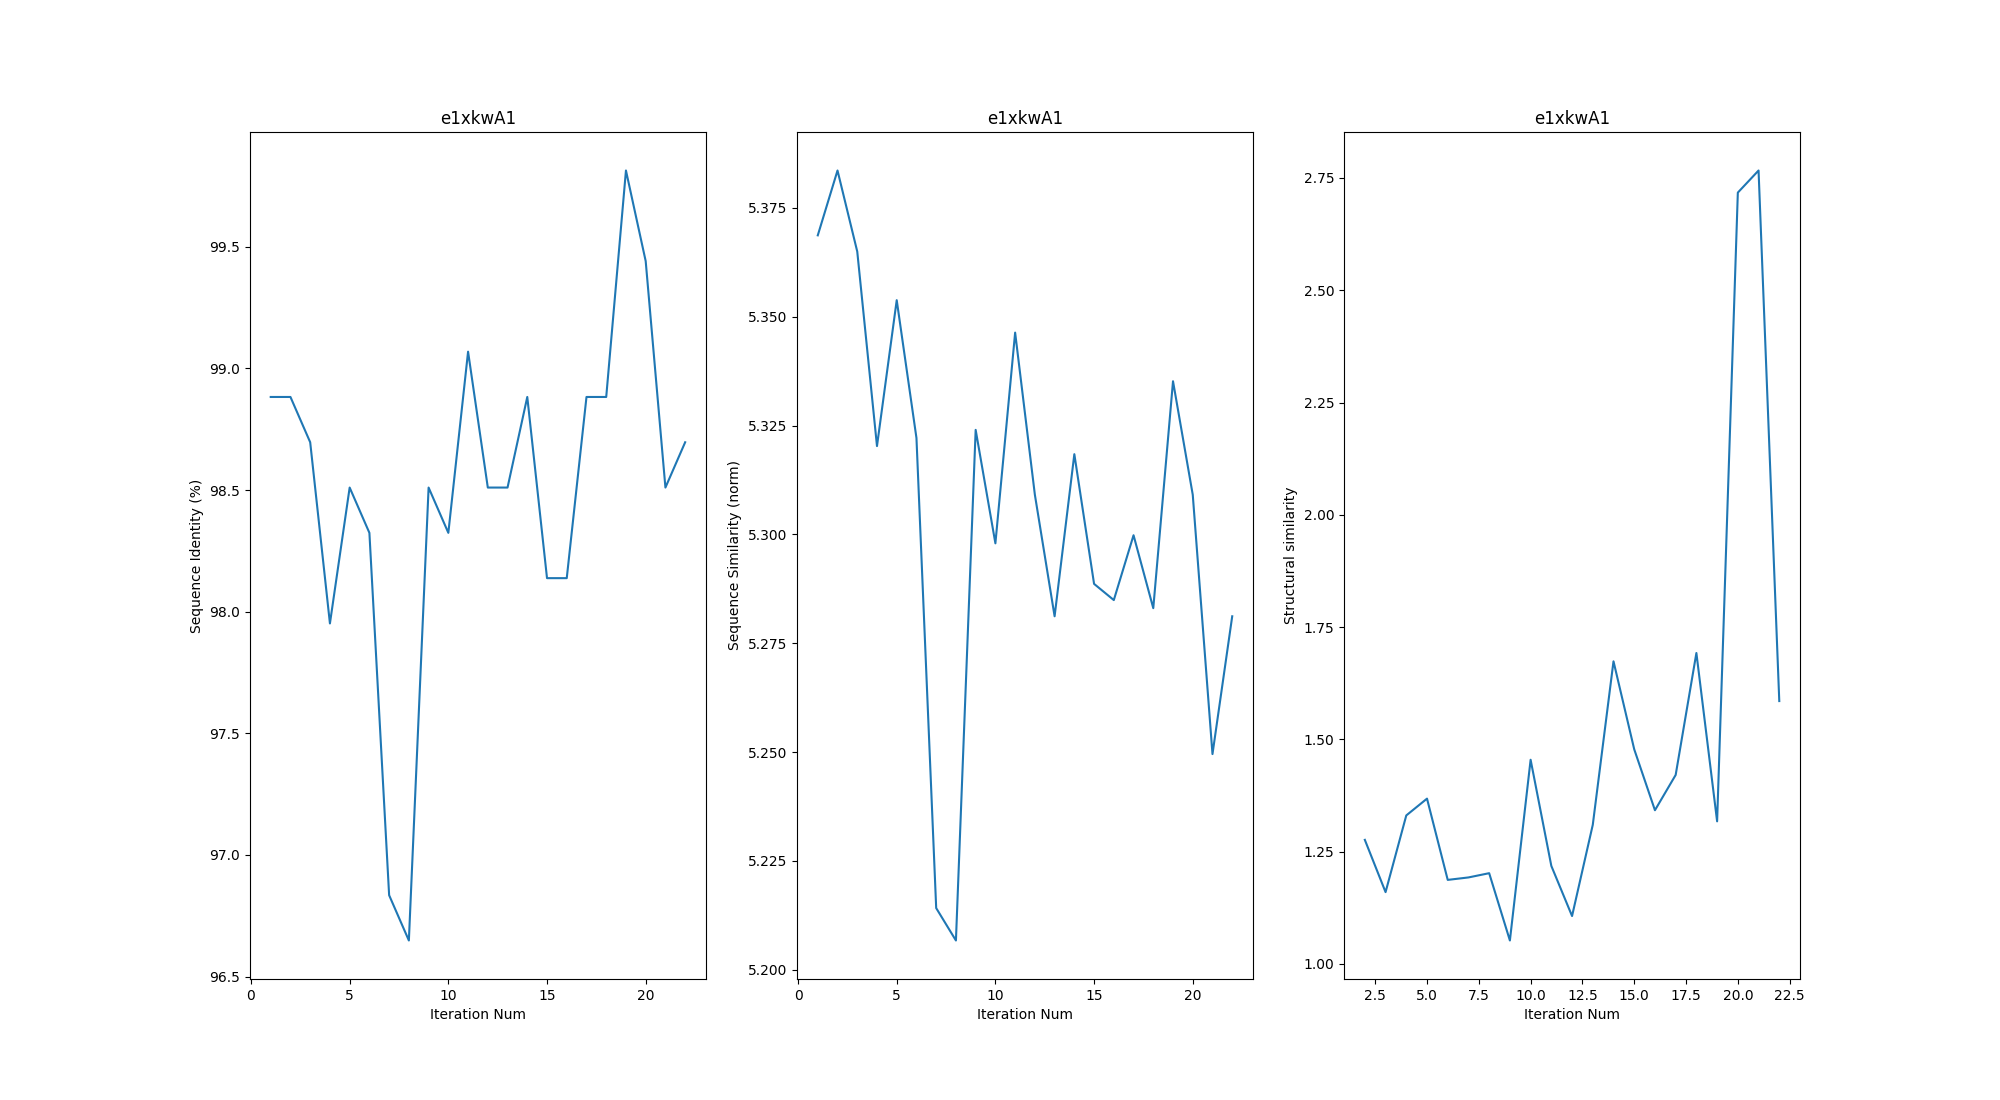 e1xkwA1
99.5
99.0
98.5
98.0
97.5
97.0
96.5
Sequence Identity (%)
0 5 10 15 20
Iteration Num
e1xkwA1
5.375
5.350
5.325
5.300
5.275
5.250
5.225
5.200
Sequence Similarity (norm)
0 5 10 15 20
Iteration Num
e1xkwA1
2.75
2.50
2.25
2.00
1.75
1.50
1.25
1.00
Structural similarity
2.5 5.0 7.5 10.0 12.5 15.0 17.5 20.0 22.5
Iteration Num